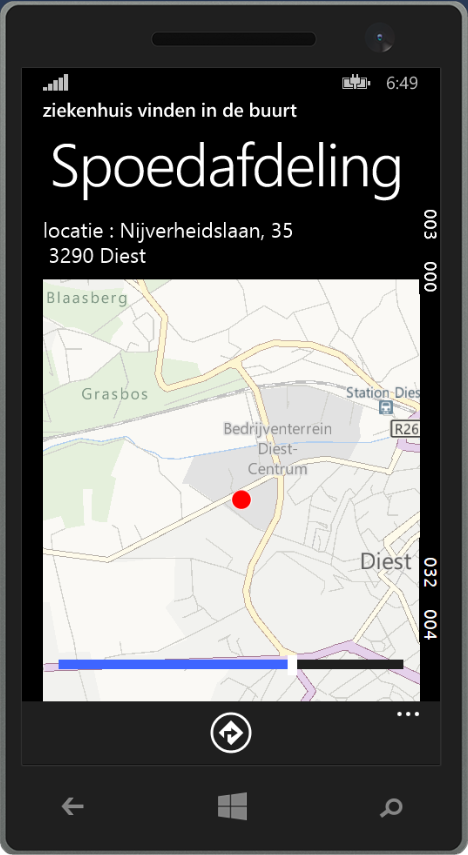 6:49
ziekenhuis vinden in de buurt
Spoedafdeling
locatie : Nijverheidslaan, 35
3290 Diest
003 000
Blaasberg
Grasbos
Station Dies
R26
Bedrijventerrein
Diest-
Centrum
Diest
032 004